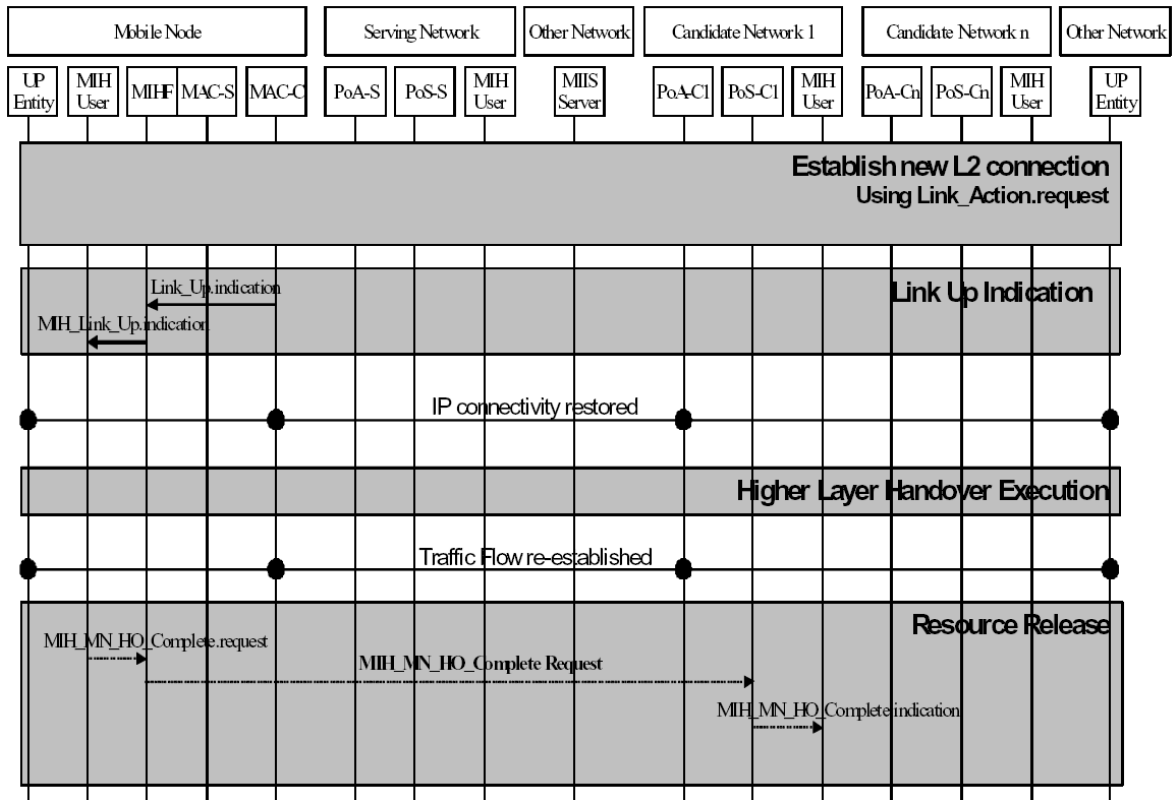 Mobile Node
Serving Network
Other Network
Candidate Network 1
Candidate Network n
Other Network
UP
Entity
MIH
User
MIHF
MAC-S
MAC-C
PoA-S
PoS-S
MIH
User
MIIS
Server
PoA-C1
PoS-C1
MIH
User
PoA-Cn
PoS-Cn
MIH
User
UP
Entity
Establish new L2 connection
Using Link_Action.request
Link_Up.indication
Link Up Indication
MIH_Link_Up.indication
IP connectivity restored
Higher Layer Handover Execution
Traffic Flow re-established
Resource Release
MIH_MN_HO_Complete.request
MIH_MN_HO_Complete Request
MIH_MN_HO_Complete.indication